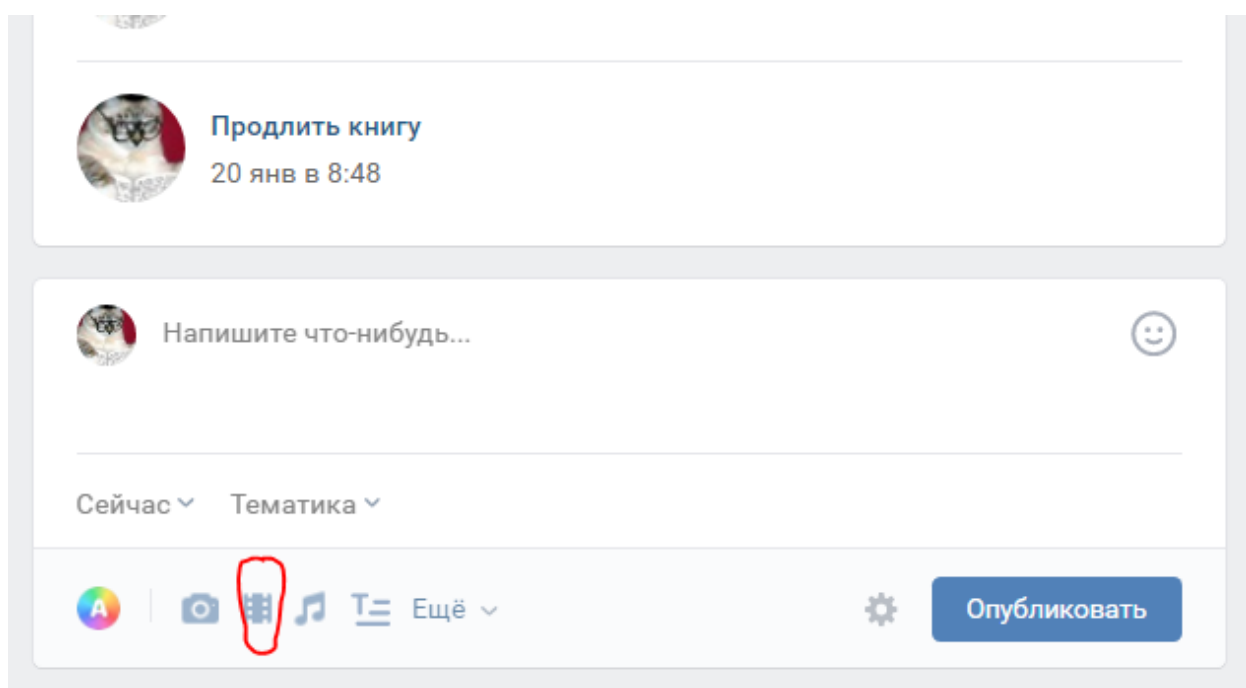 Продлить книгу
20 янв в 8:48
Напишите что-нибудь...
Сейчас Тематика
A T Ещё Опубликовать